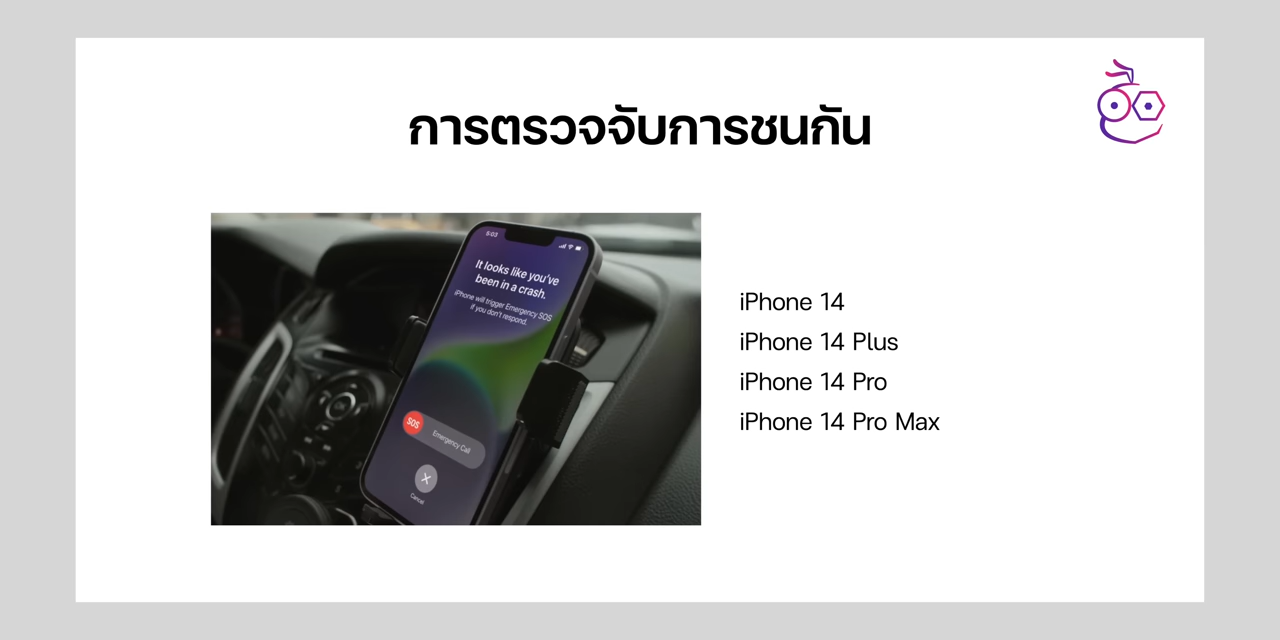 การตรวจจับการชนกัน
5:03
It looks like you've
been in a crash.
iPhone will trigger Emergency SOS
if you don't respond.
SOS
Emergency Call
Cancel
iPhone 14
iPhone 14 Plus
iPhone 14 Pro
iPhone 14 Pro Max